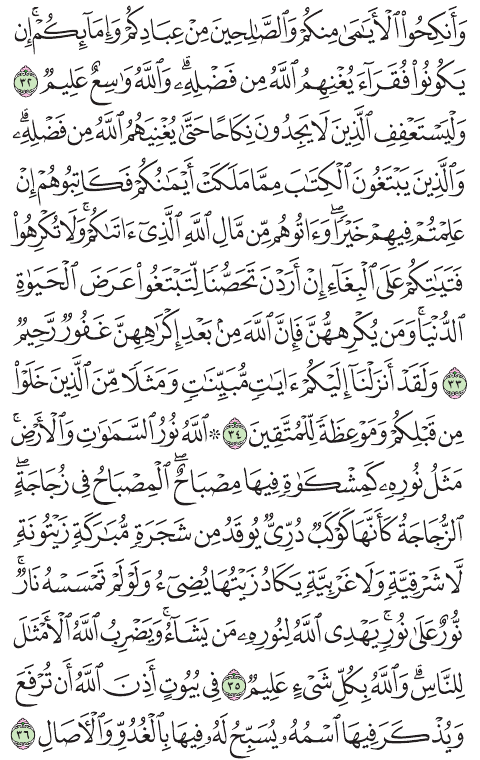 وَأَنكِحُوا۟ ٱلْأَيَـٰمَىٰ مِنكُمْ وَٱلصَّـٰلِحِينَ مِنْ عِبَادِكُمْ وَإِمَآئِكُمْ ۚ إِن
يَكُونُوا۟ فُقَرَآءَ يُغْنِهِمُ ٱللَّهُ مِن فَضْلِهِۦ ۗ وَٱللَّهُ وَٰسِعٌ عَلِيمٌ ٣٢
وَلْيَسْتَعْفِفِ ٱلَّذِينَ لَا يَجِدُونَ نِكَاحًا حَتَّىٰ يُغْنِيَهُمُ ٱللَّهُ مِن فَضْلِهِۦ ۗ
وَٱلَّذِينَ يَبْتَغُونَ ٱلْكِتَـٰبَ مِمَّا مَلَكَتْ أَيْمَـٰنُكُمْ فَكَاتِبُوهُمْ إِنْ
عَلِمْتُمْ فِيهِمْ خَيْرًا ۖ وَءَاتُوهُم مِّن مَّالِ ٱللَّهِ ٱلَّذِىٓ ءَاتَىٰكُمْ ۚ وَلَا تُكْرِهُوا۟
فَتَيَـٰتِكُمْ عَلَى ٱلْبِغَآءِ إِنْ أَرَدْنَ تَحَصُّنًا لِّتَبْتَغُوا۟ عَرَضَ ٱلْحَيَوٰةِ
ٱلدُّنْيَا ۚ وَمَن يُكْرِههُّنَّ فَإِنَّ ٱللَّهَ مِنۢ بَعْدِ إِكْرَٰهِهِنَّ غَفُورٌ رَّحِيمٌ
٣٣ وَلَقَدْ أَنزَلْنَآ إِلَيْكُمْ ءَايَـٰتٍ مُّبَيِّنَـٰتٍ وَمَثَلًا مِّنَ ٱلَّذِينَ خَلَوْا۟
مِن قَبْلِكُمْ وَمَوْعِظَةً لِّلْمُتَّقِينَ ٣٤ ۞ ٱللَّهُ نُورُ ٱلسَّمَـٰوَٰتِ وَٱلْأَرْضِ ۚ
مَثَلُ نُورِهِۦ كَمِشْكَوٰةٍ فِيهَا مِصْبَاحٌ ۖ ٱلْمِصْبَاحُ فِى زُجَاجَةٍ ۖ
ٱلزُّجَاجَةُ كَأَنَّهَا كَوْكَبٌ دُرِّىٌّ يُوقَدُ مِن شَجَرَةٍ مُّبَـٰرَكَةٍ زَيْتُونَةٍ
لَّا شَرْقِيَّةٍ وَلَا غَرْبِيَّةٍ يَكَادُ زَيْتُهَا يُضِىٓءُ وَلَوْ لَمْ تَمْسَسْهُ نَارٌ ۚ
نُّورٌ عَلَىٰ نُورٍ ۗ يَهْدِى ٱللَّهُ لِنُورِهِۦ مَن يَشَآءُ ۚ وَيَضْرِبُ ٱللَّهُ ٱلْأَمْثَـٰلَ
لِلنَّاسِ ۗ وَٱللَّهُ بِكُلِّ شَىْءٍ عَلِيمٌ ٣٥ فِى بُيُوتٍ أَذِنَ ٱللَّهُ أَن تُرْفَعَ
وَيُذْكَرَ فِيهَا ٱسْمُهُۥ يُسَبِّحُ لَهُۥ فِيهَا بِٱلْغُدُوِّ وَٱلْـَٔاصَالِ ٣٦